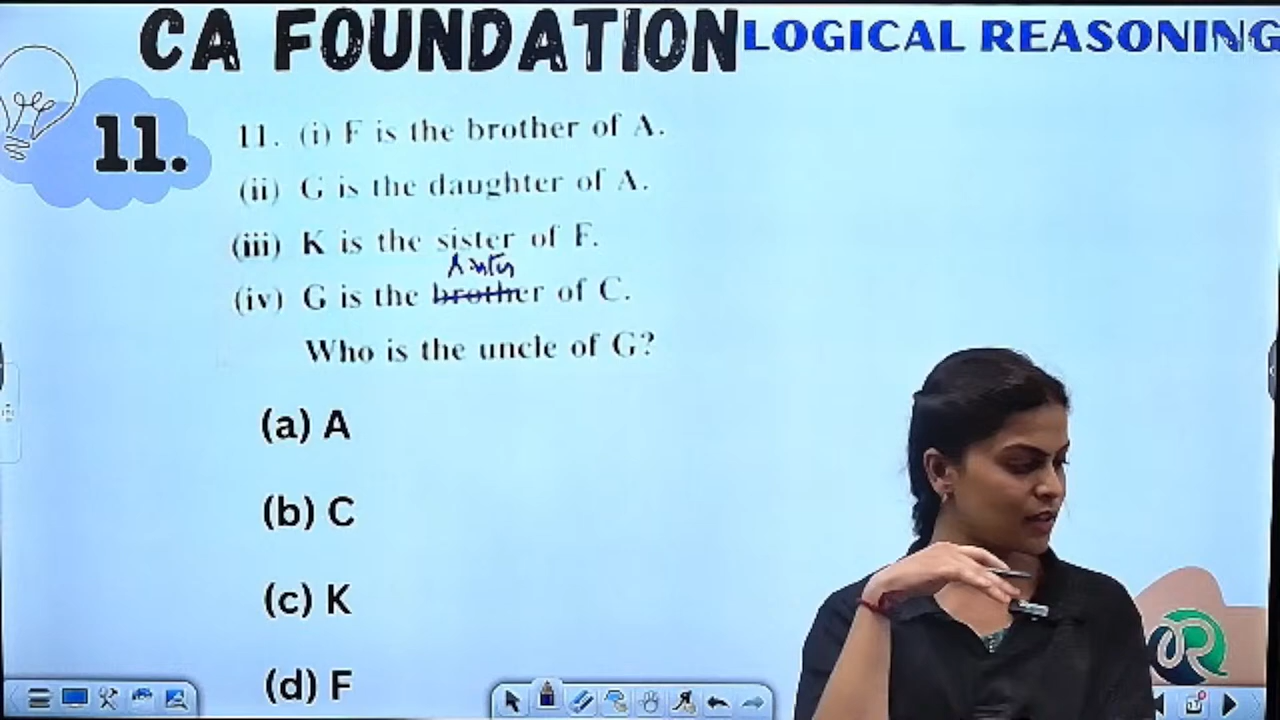 CA FOUNDATION LOGICAL REASONING
11.
11. (i) F is the brother of A.
(ii) G is the daughter of A.
(iii) K is the sister of F.
(iv) G is the brother of C.
Who is the uncle of G?
(a) A
(b) C
(c) K
(d) F